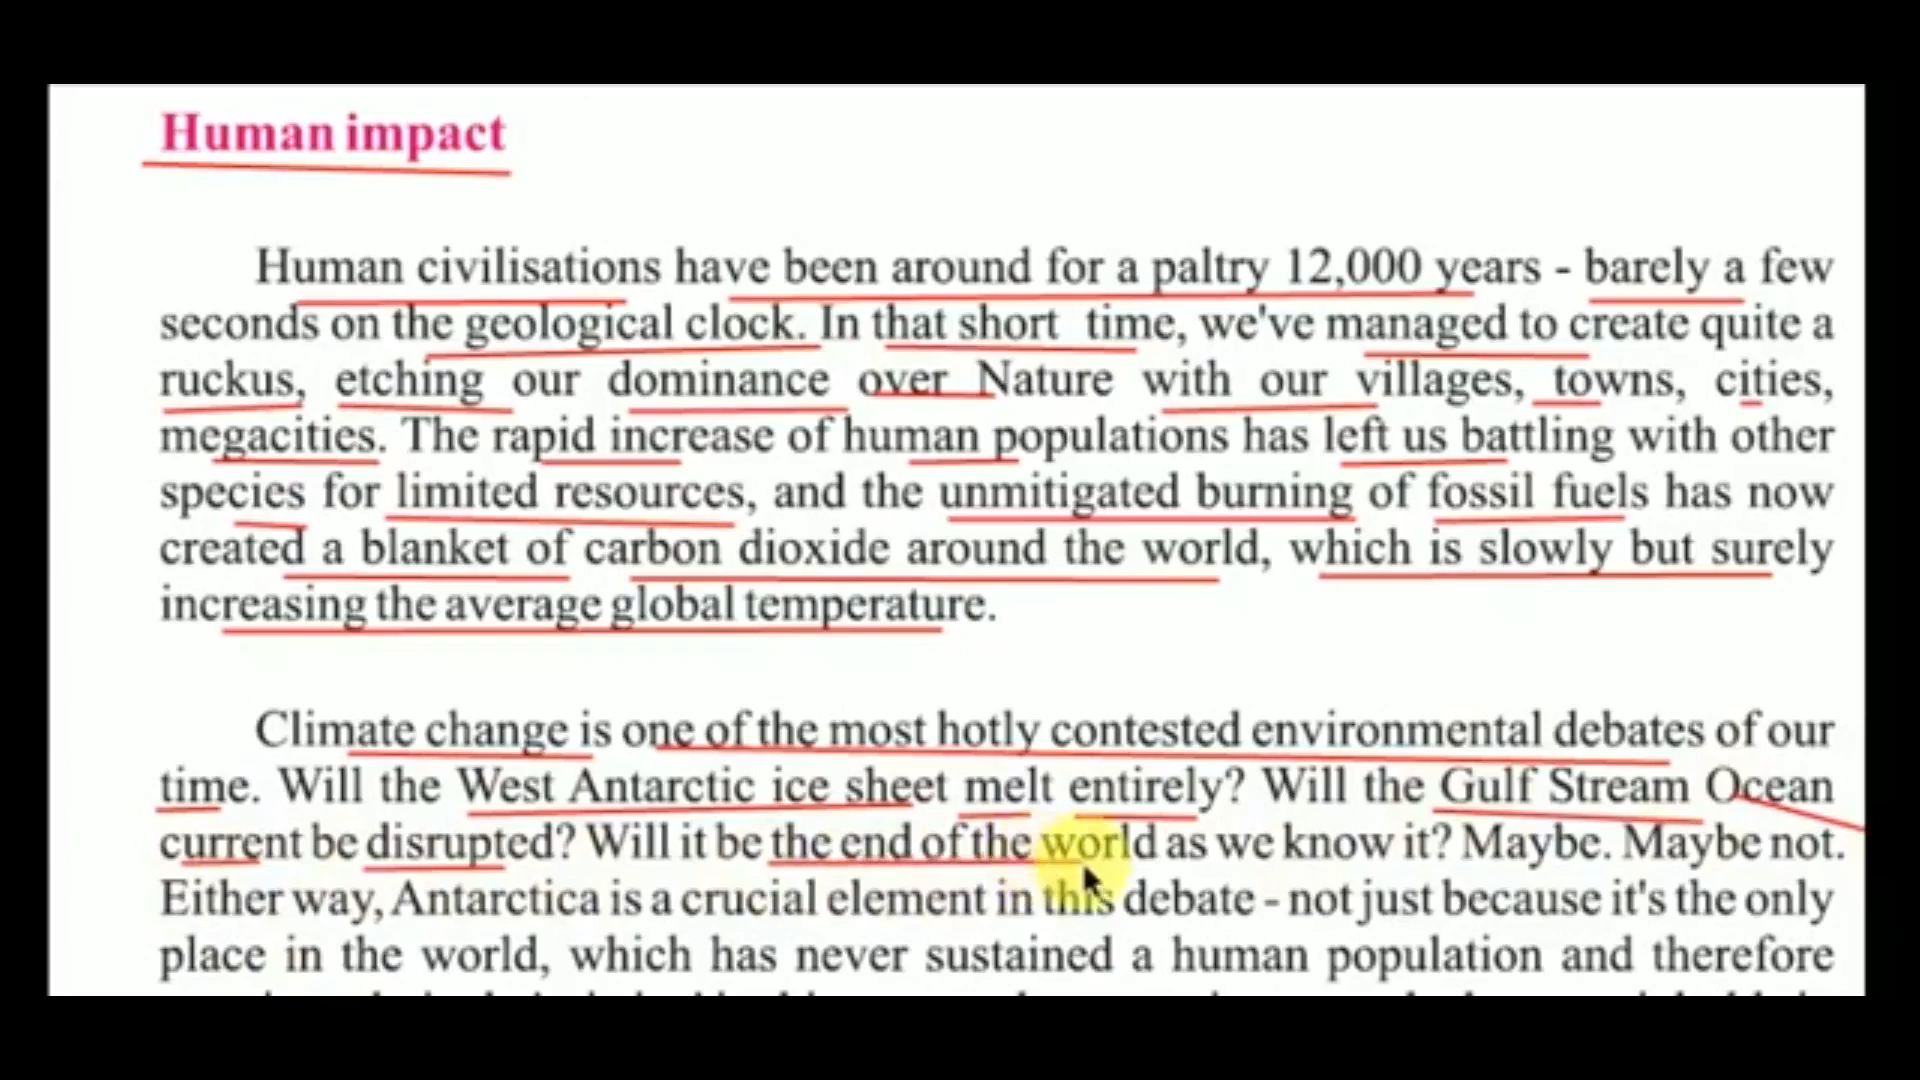 Human impact
Human civilisations have been around for a paltry 12,000 years - barely a few
seconds on the geological clock. In that short time, we've managed to create quite a
ruckus, etching our dominance over Nature with our villages, towns, cities,
megacities. The rapid increase of human populations has left us battling with other
species for limited resources, and the unmitigated burning of fossil fuels has now
created a blanket of carbon dioxide around the world, which is slowly but surely
increasing the average global temperature.
Climate change is one of the most hotly contested environmental debates of our
time. Will the West Antarctic ice sheet melt entirely? Will the Gulf Stream Ocean
current be disrupted? Will it be the end of the world as we know it? Maybe. Maybe not.
Either way, Antarctica is a crucial element in this debate - not just because it's the only
place in the world, which has never sustained a human population and therefore